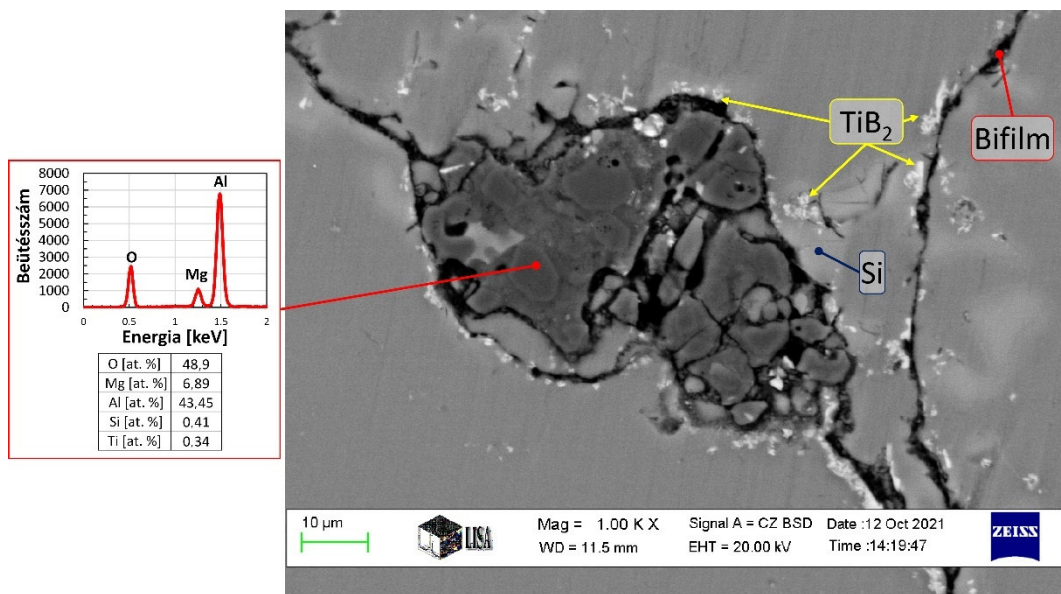 8000
7000
6000
5000
4000
3000
2000
1000
0
Beütésszám
O
Mg
Al
0 0.5 1 1.5 2
Energia [keV]
O [at. %] 48,9
Mg [at. %] 6,89
Al [at. %] 43,45
Si [at. %] 0,41
Ti [at. %] 0,34
TiB₂
Bifilm
Si
10 µm
LISA
Mag = 1.00 K X
WD = 11.5 mm
Signal A = CZ BSD
EHT = 20.00 kV
Date :12 Oct 2021
Time :14:19:47
ZEISS